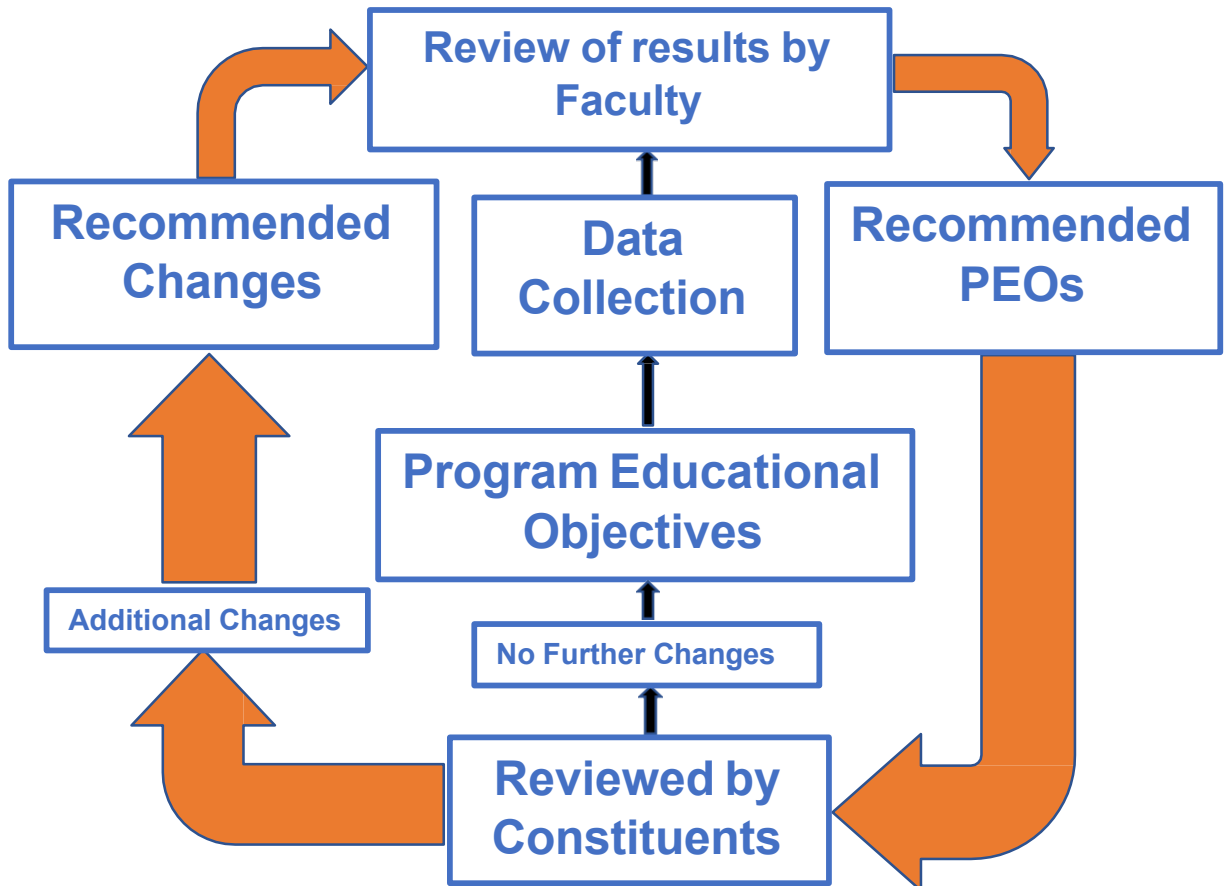 Review of results by
Faculty
Recommended
Changes
Data
Collection
Recommended
PEOs
Program Educational
Objectives
Additional Changes
No Further Changes
Reviewed by
Constituents